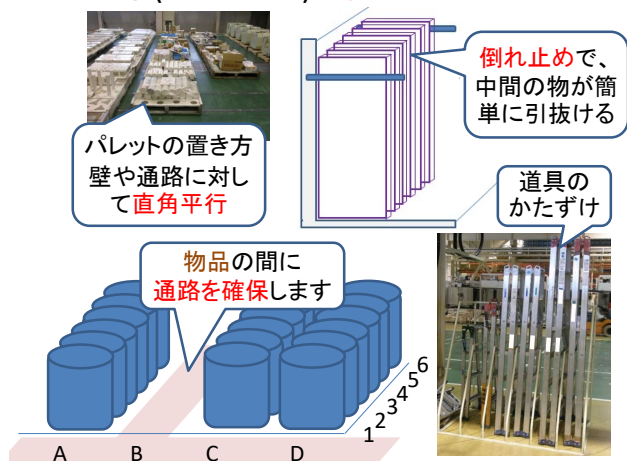 倒れ止めで、
中間の物が簡
単に引抜ける
パレットの置き方
壁や通路に対し
て直角平行
道具の
かたずけ
物品の間に
通路を確保します
1 2 3 4 5 6
A B C D